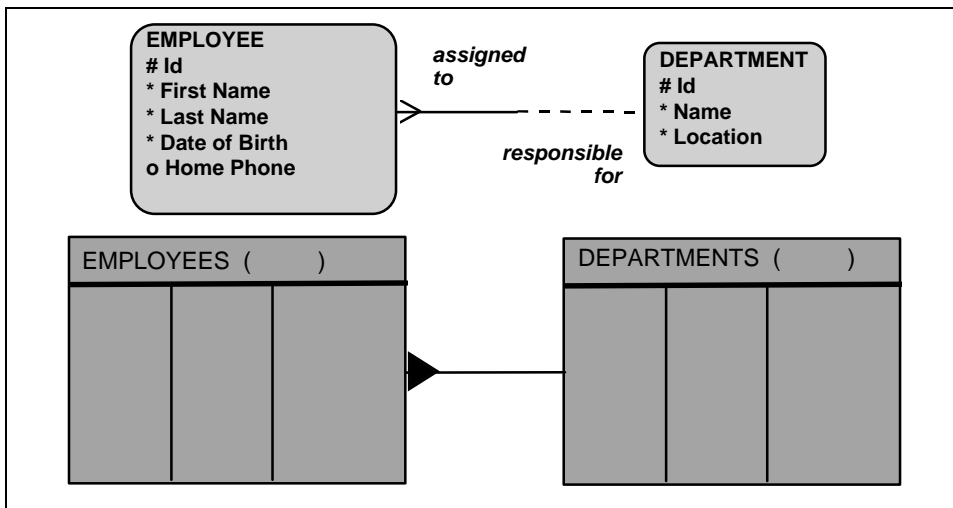 EMPLOYEE
# Id
* First Name
* Last Name
* Date of Birth
o Home Phone
assigned
to
responsible
for
DEPARTMENT
# Id
* Name
* Location
EMPLOYEES (        )
DEPARTMENTS (        )